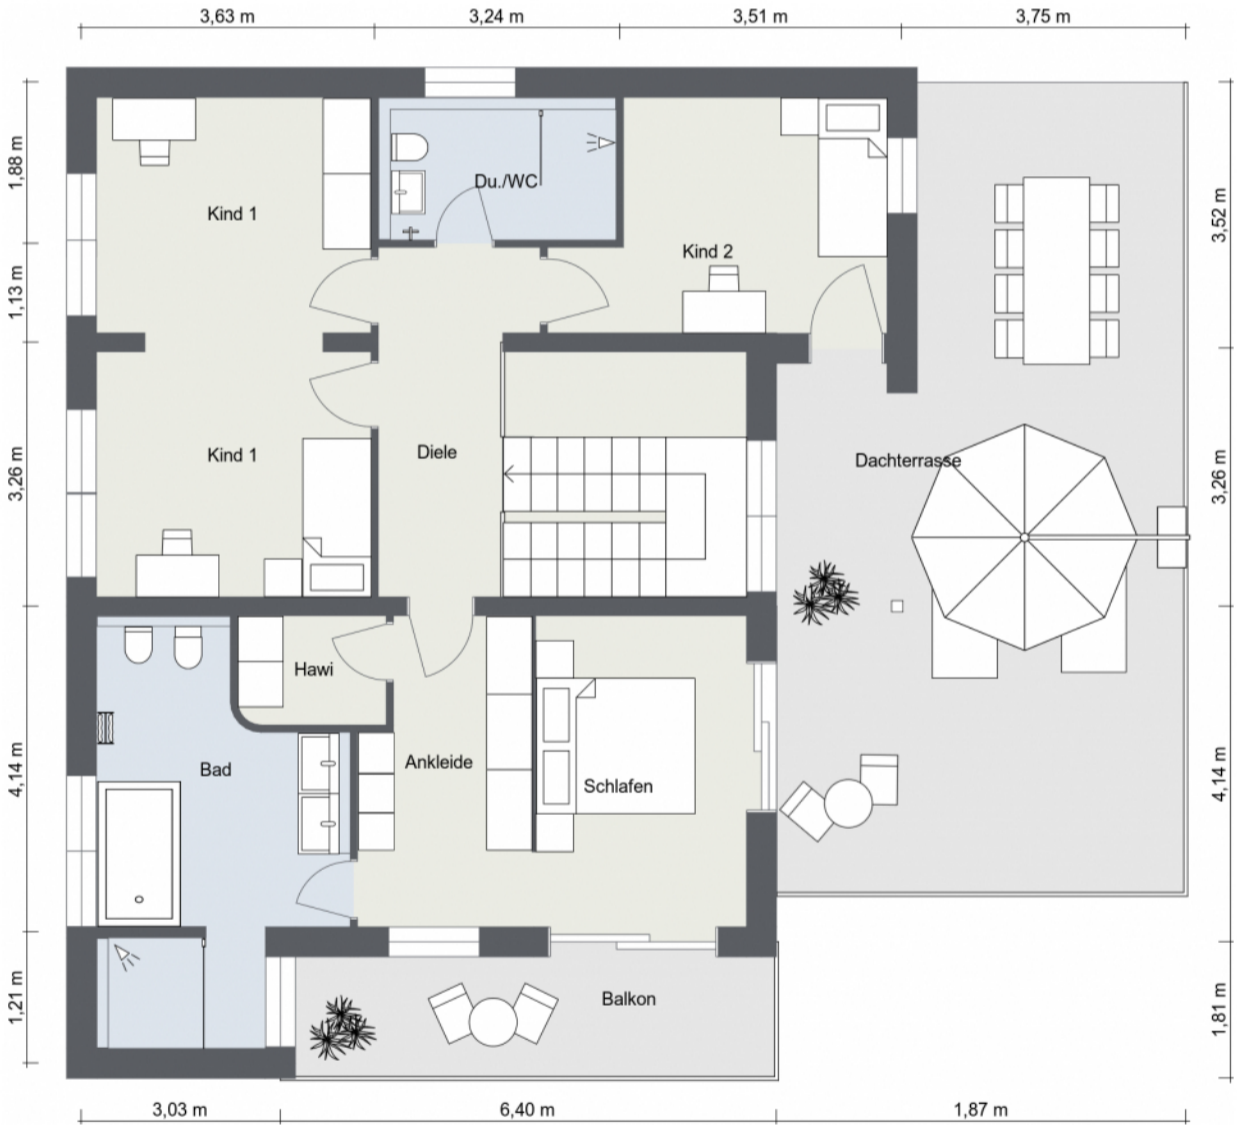 3,63 m
3,24 m
3,51 m
3,75 m
1,88 m
1,13 m
3,26 m
4,14 m
1,21 m
Kind 1
Du./WC
Kind 2
Kind 1
Diele
Dachterrasse
Hawi
Bad
Ankleide
Schlafen
Balkon
3,52 m
3,26 m
4,14 m
1,81 m
3,03 m
6,40 m
1,87 m